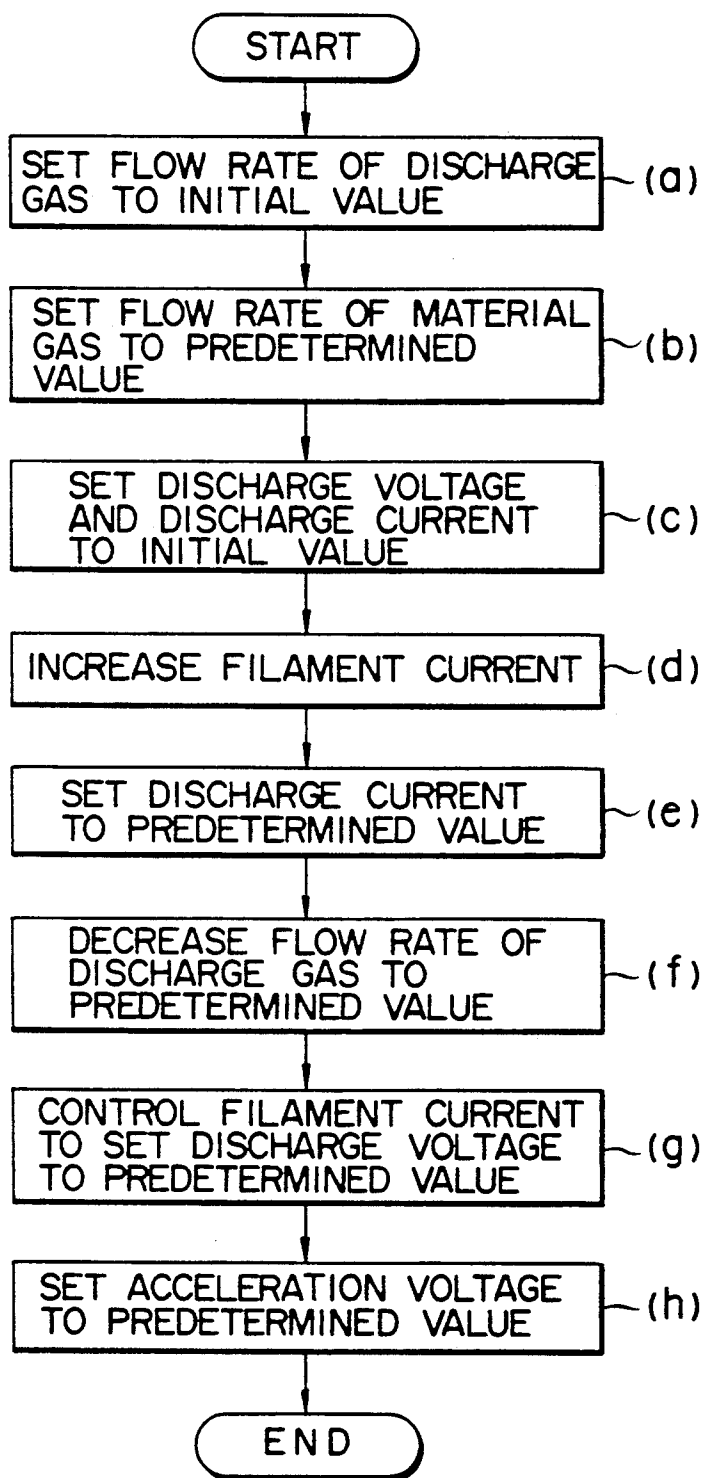 START
SET FLOW RATE OF DISCHARGE
GAS TO INITIAL VALUE
(a)
SET FLOW RATE OF MATERIAL
GAS TO PREDETERMINED
VALUE
(b)
SET DISCHARGE VOLTAGE
AND DISCHARGE CURRENT
TO INITIAL VALUE
(c)
INCREASE FILAMENT CURRENT
(d)
SET DISCHARGE CURRENT
TO PREDETERMINED VALUE
(e)
DECREASE FLOW RATE OF
DISCHARGE GAS TO
PREDETERMINED VALUE
(f)
CONTROL FILAMENT CURRENT
TO SET DISCHARGE VOLTAGE
TO PREDETERMINED VALUE
(g)
SET ACCELERATION VOLTAGE
TO PREDETERMINED VALUE
(h)
END